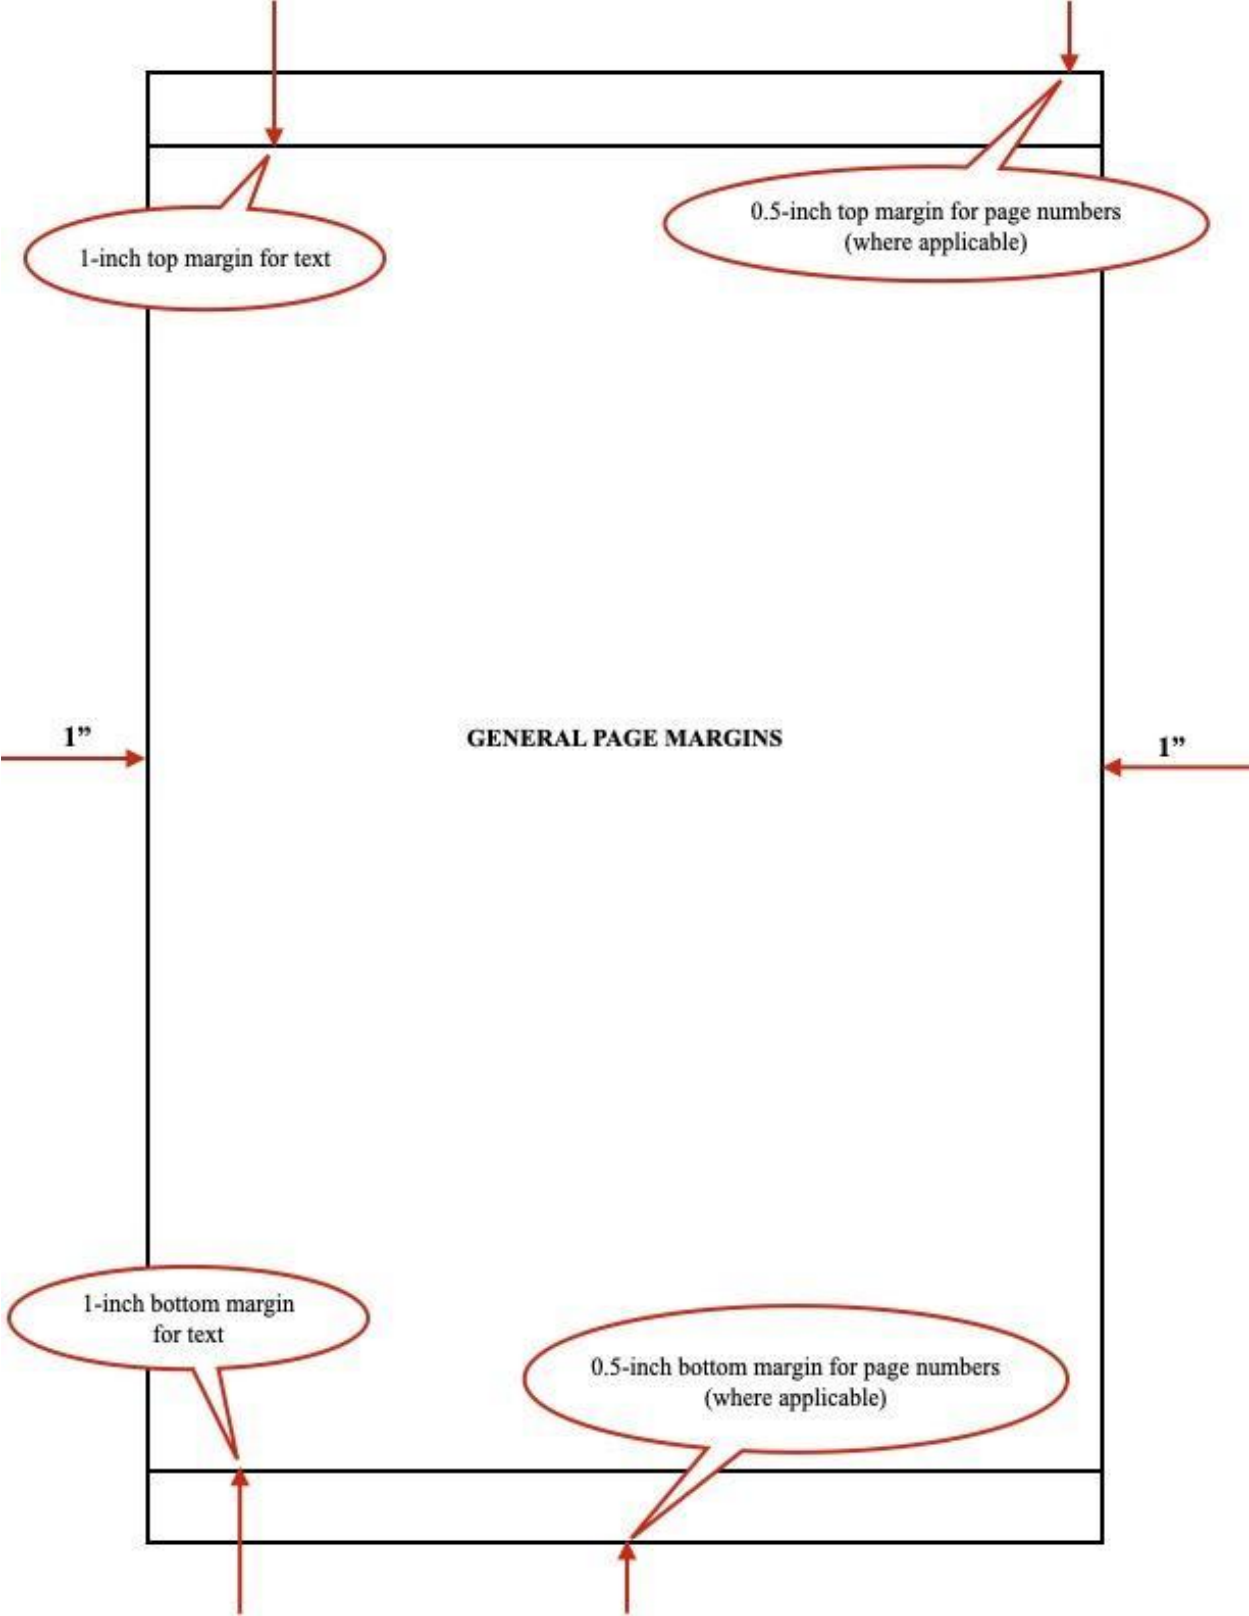 1-inch top margin for text
0.5-inch top margin for page numbers
(where applicable)
1”
GENERAL PAGE MARGINS
1”
1-inch bottom margin
for text
0.5-inch bottom margin for page numbers
(where applicable)